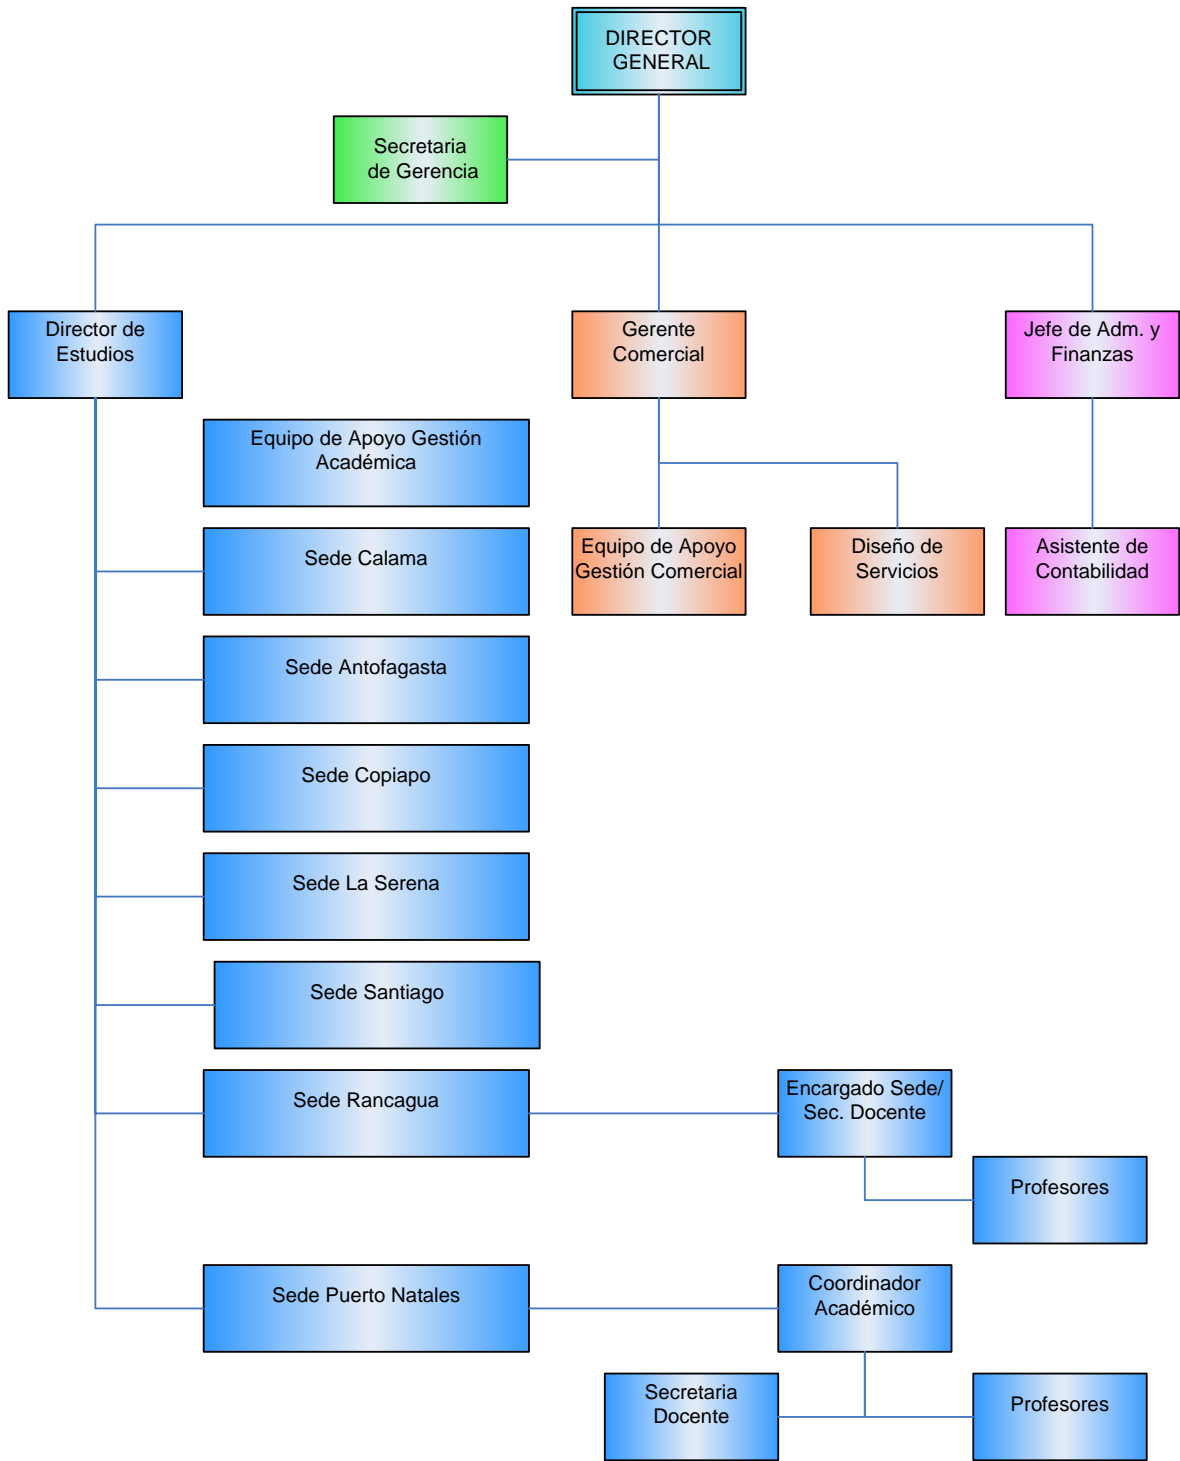 DIRECTOR
GENERAL
Secretaria
de Gerencia
Director de
Estudios
Gerente
Comercial
Jefe de Adm. y
Finanzas
Equipo de Apoyo Gestión
Académica
Sede Calama
Equipo de Apoyo
Gestión Comercial
Diseño de
Servicios
Asistente de
Contabilidad
Sede Antofagasta
Sede Copiapo
Sede La Serena
Sede Santiago
Sede Rancagua
Encargado Sede/
Sec. Docente
Profesores
Sede Puerto Natales
Coordinador
Académico
Secretaria
Docente
Profesores